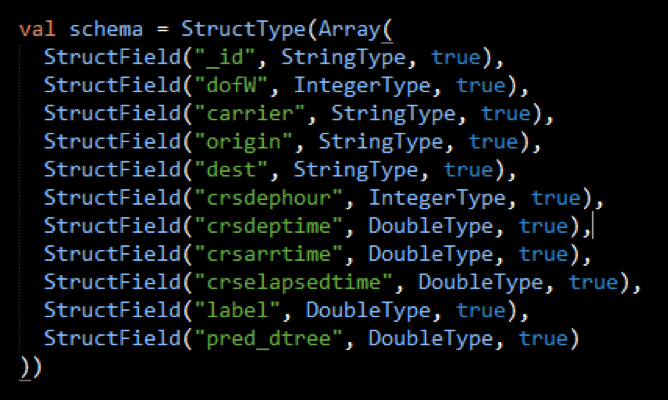 val schema = StructType(Array(
StructField("_id", StringType, true),
StructField("dofW", IntegerType, true),
StructField("carrier", StringType, true),
StructField("origin", StringType, true),
StructField("dest", StringType, true),
StructField("crsdephour", IntegerType, true),
StructField("crsdeptime", DoubleType, true),
StructField("crsarrtime", DoubleType, true),
StructField("crselapsedtime", DoubleType, true),
StructField("label", DoubleType, true),
StructField("pred_dtree", DoubleType, true)
))